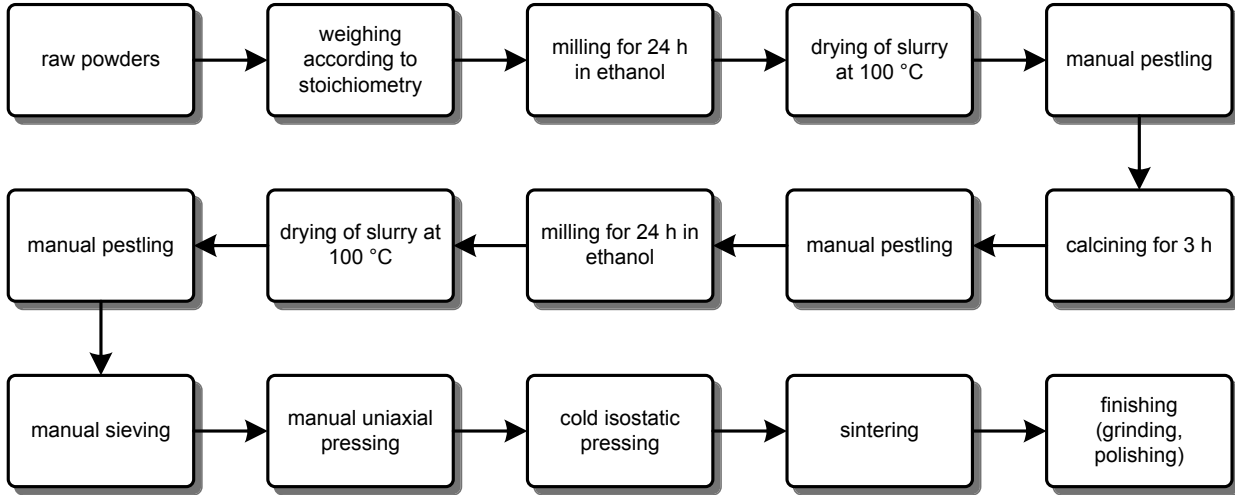 raw powders
weighing
according to
stoichiometry
milling for 24 h
in ethanol
drying of slurry
at 100 °C
manual pestling
calcining for 3 h
manual pestling
milling for 24 h in
ethanol
drying of slurry at
100 °C
manual pestling
manual sieving
manual uniaxial
pressing
cold isostatic
pressing
sintering
finishing
(grinding,
polishing)